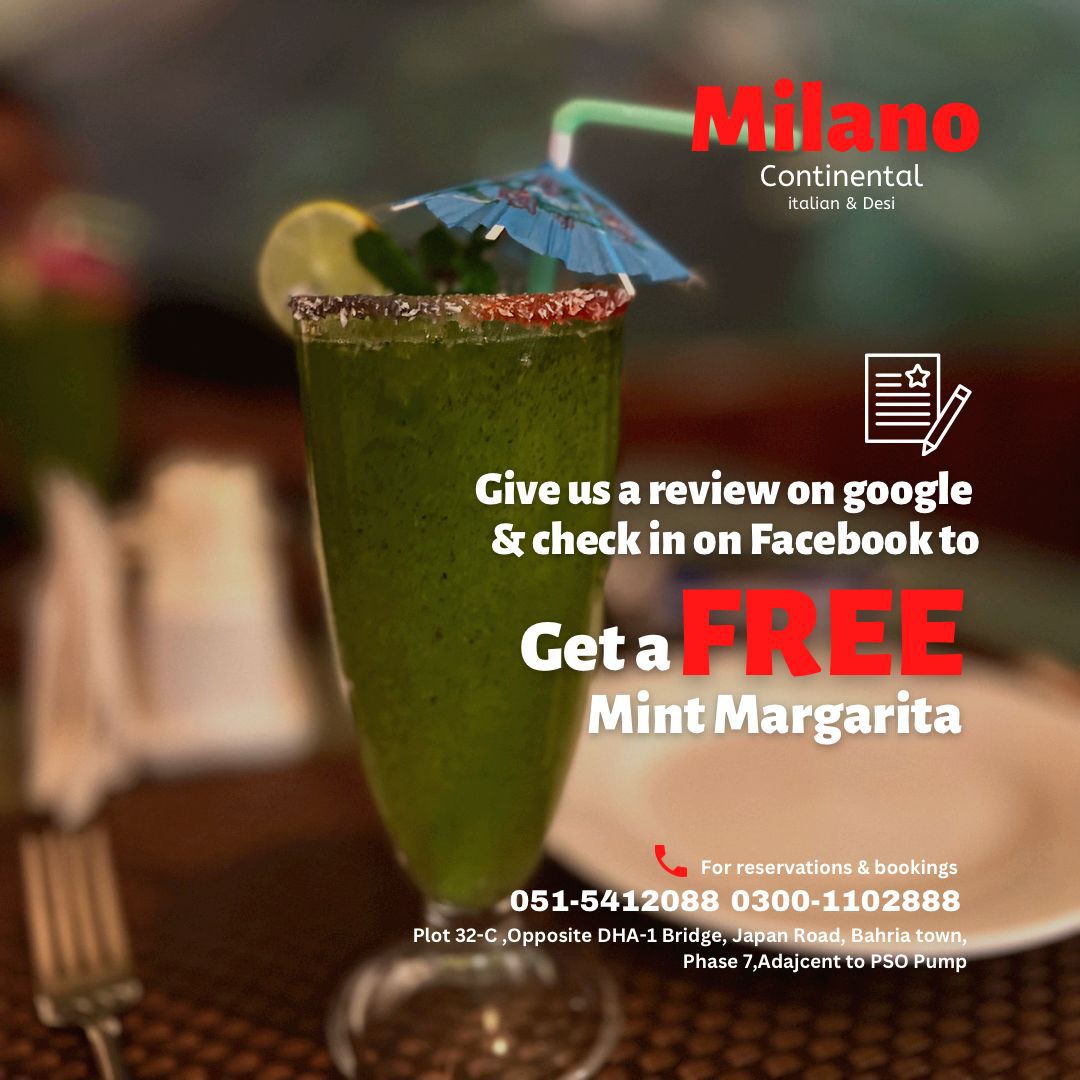 Milano
Continental
italian & Desi
Give us a review on google
& check in on Facebook to
Get a FREE
Mint Margarita
For reservations & bookings
051-5412088 0300-1102888
Plot 32-C ,Opposite DHA-1 Bridge, Japan Road, Bahria town,
Phase 7,Adajcent to PSO Pump